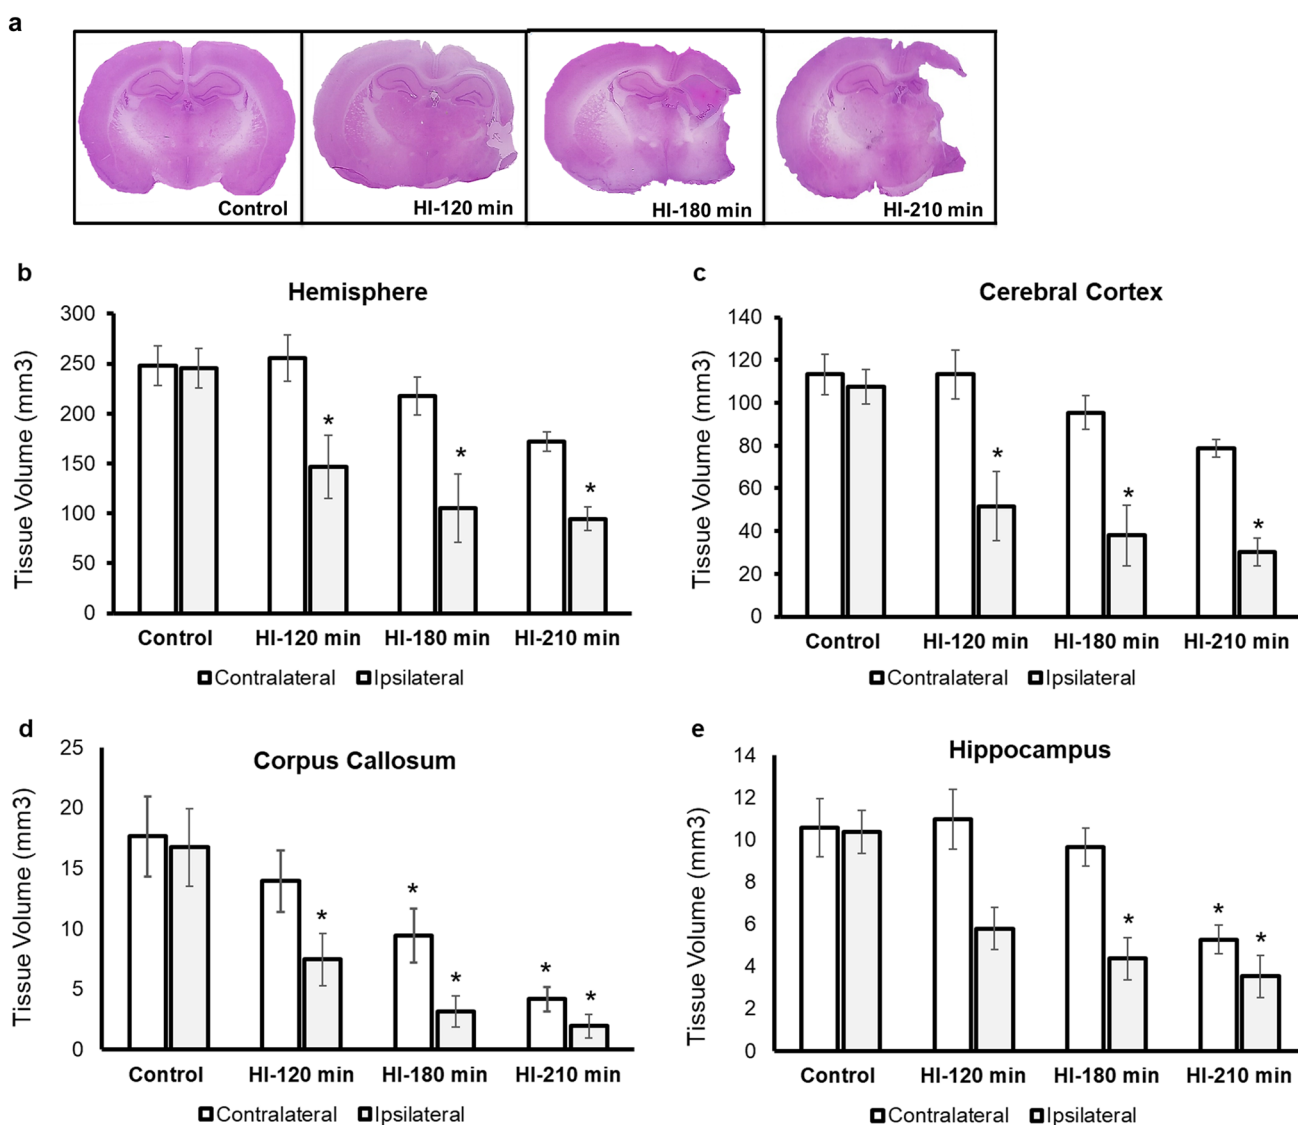 a
Control
HI-120 min
HI-180 min
HI-210 min
b
Hemisphere
Tissue Volume (mm3)
300
250
200
150
100
50
0
*
*
*
Control
HI-120 min
HI-180 min
HI-210 min
Contralateral
Ipsilateral
c
Cerebral Cortex
Tissue Volume (mm3)
140
120
100
80
60
40
20
0
*
*
*
Control
HI-120 min
HI-180 min
HI-210 min
Contralateral
Ipsilateral
d
Corpus Callosum
Tissue Volume (mm3)
25
20
15
10
5
0
*
*
*
*
*
Control
HI-120 min
HI-180 min
HI-210 min
Contralateral
Ipsilateral
e
Hippocampus
Tissue Volume (mm3)
14
12
10
8
6
4
2
0
*
*
*
Control
HI-120 min
HI-180 min
HI-210 min
Contralateral
Ipsilateral